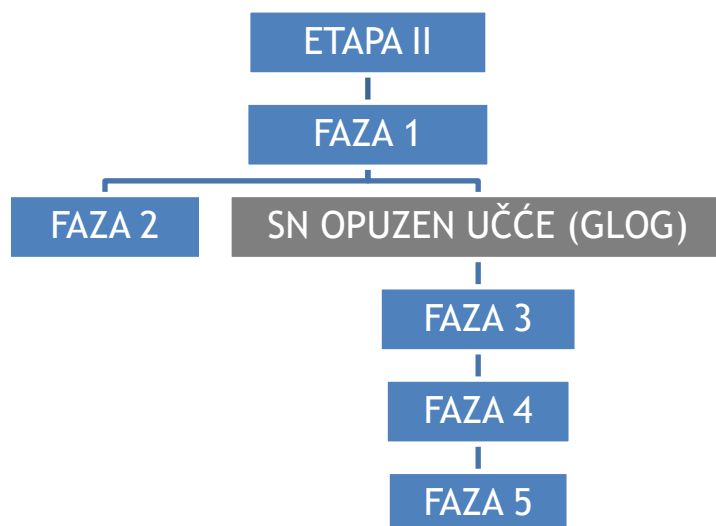 ETAPA II
FAZA 1
FAZA 2
SN OPUZEN UČĆE (GLOG)
FAZA 3
FAZA 4
FAZA 5